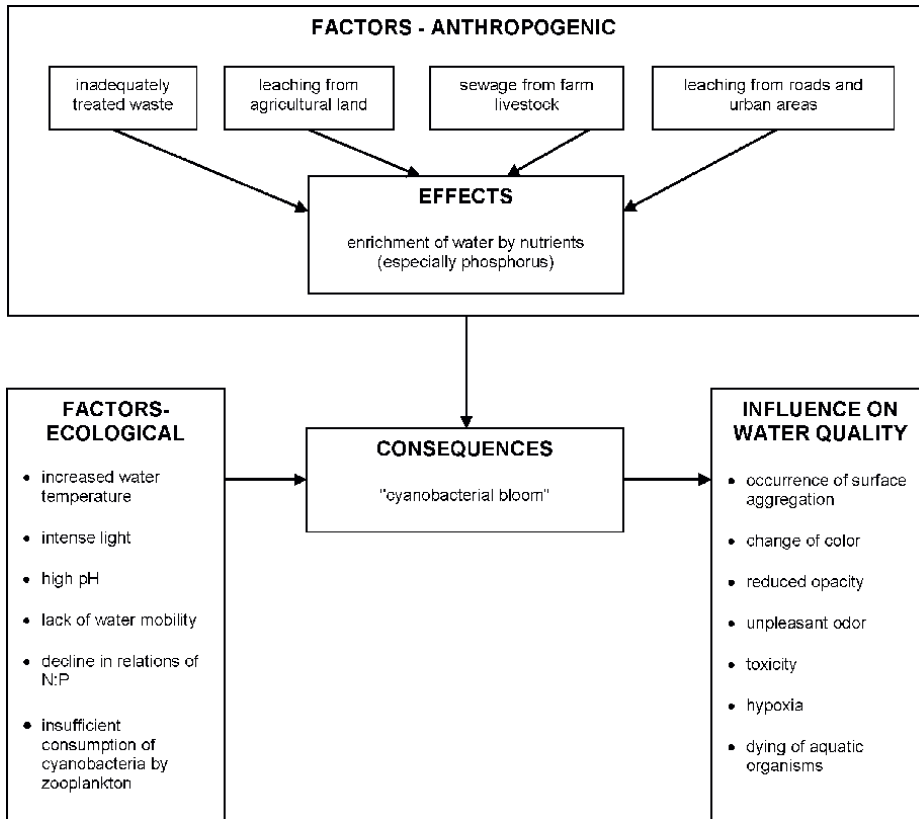 FACTORS - ANTHROPOGENIC
inadequately
treated waste
leaching from
agricultural land
sewage from farm
livestock
leaching from roads and
urban areas
EFFECTS
enrichment of water by nutrients
(especially phosphorus)
FACTORS-
ECOLOGICAL
• increased water
temperature
• intense light
• high pH
• lack of water mobility
• decline in relations of
N:P
• insufficient
consumption of
cyanobacteria by
zooplankton
CONSEQUENCES
"cyanobacterial bloom"
INFLUENCE ON
WATER QUALITY
• occurrence of surface
aggregation
• change of color
• reduced opacity
• unpleasant odor
• toxicity
• hypoxia
• dying of aquatic
organisms